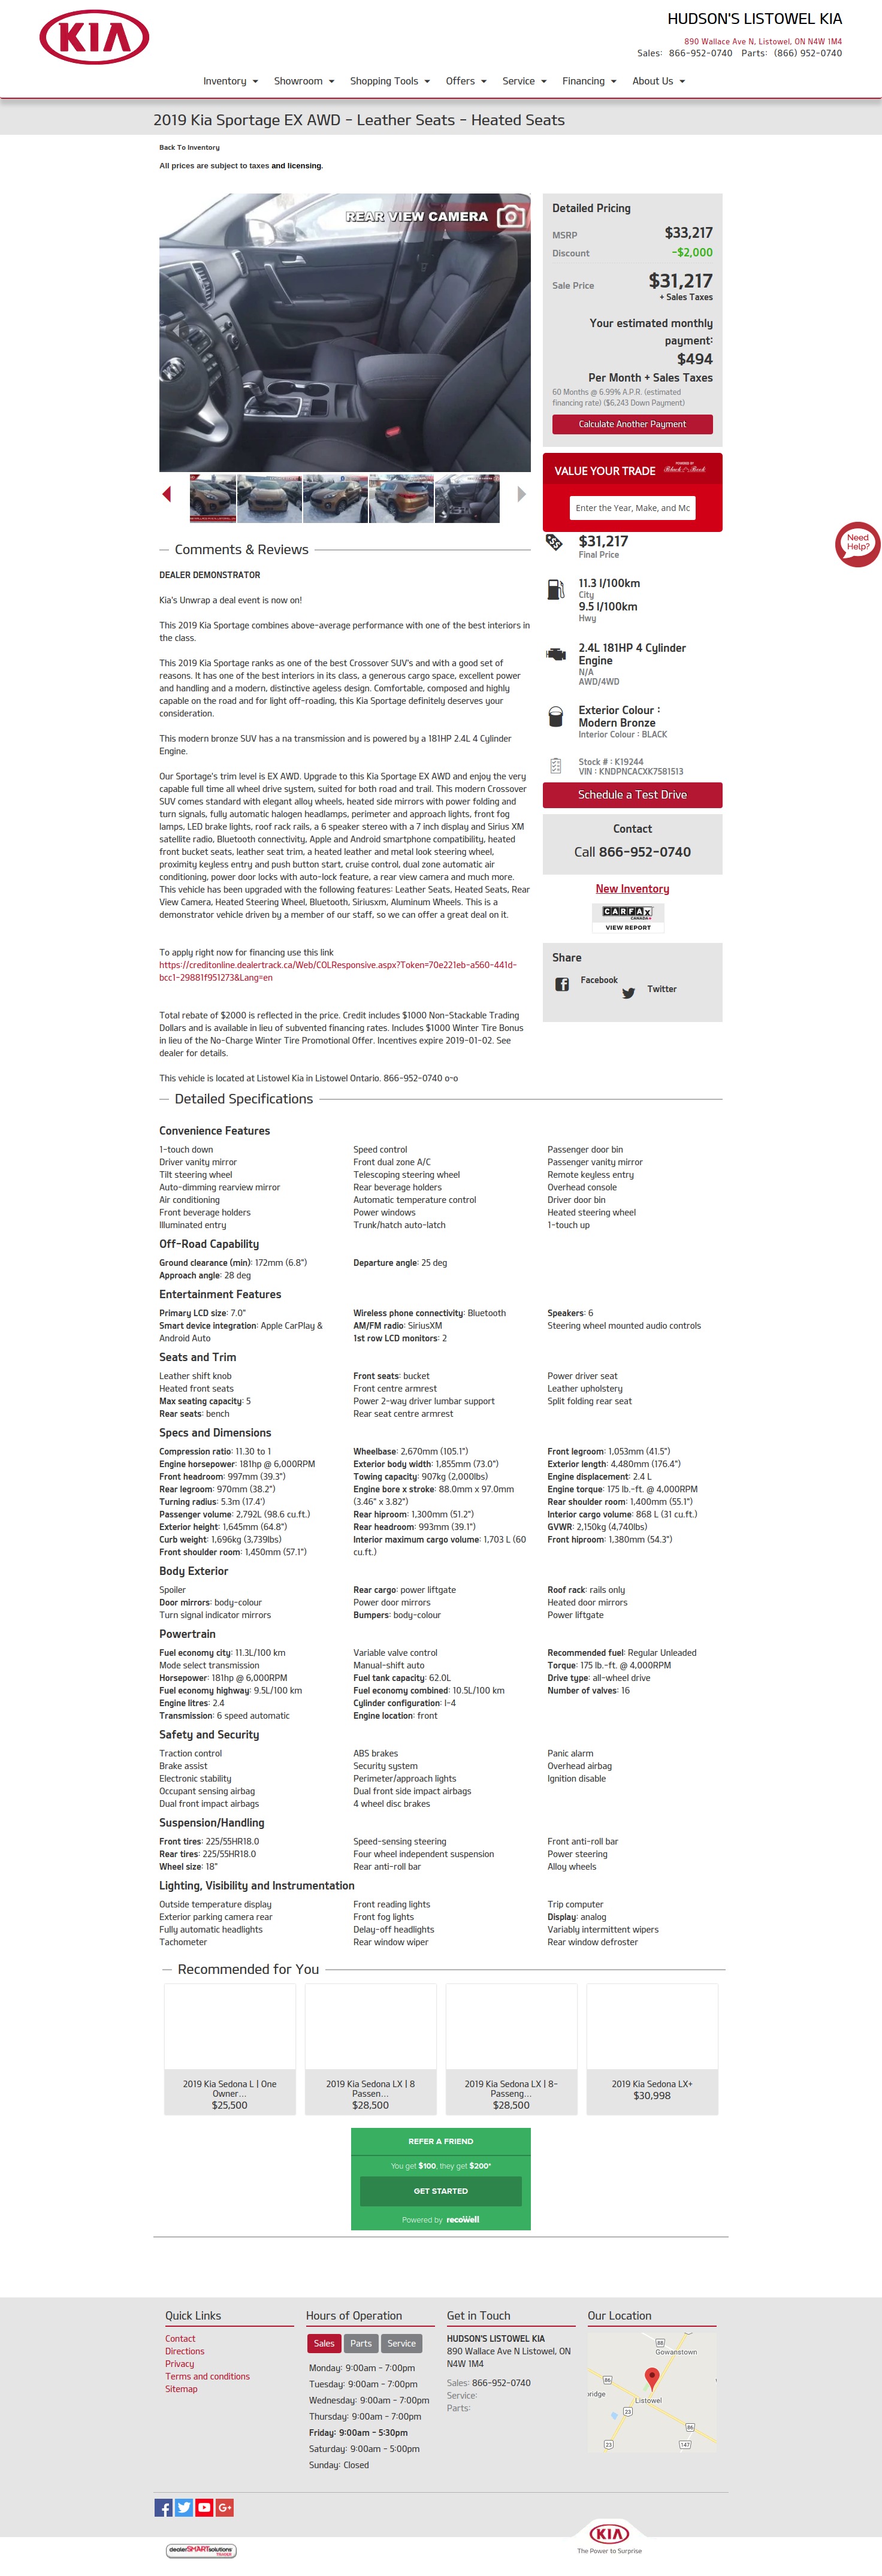 KIA
HUDSON'S LISTOWEL KIA
890 Wallace Ave N, Listowel, ON N4W 1M4
Sales: 866-952-0740 Parts: (866) 952-0740
Inventory Showroom Shopping Tools Offers Service Financing About Us
2019 Kia Sportage EX AWD - Leather Seats - Heated Seats
Back To Inventory
All prices are subject to taxes and licensing.
REAR VIEW CAMERA
Detailed Pricing
MSRP $33,217
Discount -$2,000
Sale Price $31,217
+ Sales Taxes
Your estimated monthly
payment:
$494
Per Month + Sales Taxes
60 Months @ 6.99% A.P.R. (estimated
financing rate) ($6,243 Down Payment)
Calculate Another Payment
VALUE YOUR TRADE POWERED BY Black Book
Enter the Year, Make, and Mc
$31,217
Final Price
11.3 l/100km
City
9.5 l/100km
Hwy
2.4L 181HP 4 Cylinder
Engine
N/A
AWD/4WD
Exterior Colour :
Modern Bronze
Interior Colour : BLACK
Stock # : K19244
VIN : KNDPNCACXK7581513
Schedule a Test Drive
Contact
Call 866-952-0740
New Inventory
CARFAX
CANADA
VIEW REPORT
Share
Facebook
Twitter
Need
Help?
Comments & Reviews
DEALER DEMONSTRATOR
Kia's Unwrap a deal event is now on!
This 2019 Kia Sportage combines above-average performance with one of the best interiors in
the class.
This 2019 Kia Sportage ranks as one of the best Crossover SUV's and with a good set of
reasons. It has one of the best interiors in its class, a generous cargo space, excellent power
and handling and a modern, distinctive ageless design. Comfortable, composed and highly
capable on the road and for light off-roading, this Kia Sportage definitely deserves your
consideration.
This modern bronze SUV has a na transmission and is powered by a 181HP 2.4L 4 Cylinder
Engine.
Our Sportage's trim level is EX AWD. Upgrade to this Kia Sportage EX AWD and enjoy the very
capable full time all wheel drive system, suited for both road and trail. This modern Crossover
SUV comes standard with elegant alloy wheels, heated side mirrors with power folding and
turn signals, fully automatic halogen headlamps, perimeter and approach lights, front fog
lamps, LED brake lights, roof rack rails, a 6 speaker stereo with a 7 inch display and Sirius XM
satellite radio, Bluetooth connectivity, Apple and Android smartphone compatibility, heated
front bucket seats, leather seat trim, a heated leather and metal look steering wheel,
proximity keyless entry and push button start, cruise control, dual zone automatic air
conditioning, power door locks with auto-lock feature, a rear view camera and much more.
This vehicle has been upgraded with the following features: Leather Seats, Heated Seats, Rear
View Camera, Heated Steering Wheel, Bluetooth, Siriusxm, Aluminum Wheels. This is a
demonstrator vehicle driven by a member of our staff, so we can offer a great deal on it.
To apply right now for financing use this link
https://creditonline.dealertrack.ca/Web/COLResponsive.aspx?Token=70e221eb-a560-441d-
bcc1-29881f951273&Lang=en
Total rebate of $2000 is reflected in the price. Credit includes $1000 Non-Stackable Trading
Dollars and is available in lieu of subvented financing rates. Includes $1000 Winter Tire Bonus
in lieu of the No-Charge Winter Tire Promotional Offer. Incentives expire 2019-01-02. See
dealer for details.
This vehicle is located at Listowel Kia in Listowel Ontario. 866-952-0740 o-o
Detailed Specifications
Convenience Features
1-touch down Speed control Passenger door bin
Driver vanity mirror Front dual zone A/C Passenger vanity mirror
Tilt steering wheel Telescoping steering wheel Remote keyless entry
Auto-dimming rearview mirror Rear beverage holders Overhead console
Air conditioning Automatic temperature control Driver door bin
Front beverage holders Power windows Heated steering wheel
Illuminated entry Trunk/hatch auto-latch 1-touch up
Off-Road Capability
Ground clearance (min): 172mm (6.8") Departure angle: 25 deg
Approach angle: 28 deg
Entertainment Features
Primary LCD size: 7.0" Wireless phone connectivity: Bluetooth Speakers: 6
Smart device integration: Apple CarPlay & AM/FM radio: SiriusXM Steering wheel mounted audio controls
Android Auto 1st row LCD monitors: 2
Seats and Trim
Leather shift knob Front seats: bucket Power driver seat
Heated front seats Front centre armrest Leather upholstery
Max seating capacity: 5 Power 2-way driver lumbar support Split folding rear seat
Rear seats: bench Rear seat centre armrest
Specs and Dimensions
Compression ratio: 11.30 to 1 Wheelbase: 2,670mm (105.1") Front legroom: 1,053mm (41.5")
Engine horsepower: 181hp @ 6,000RPM Exterior body width: 1,855mm (73.0") Exterior length: 4,480mm (176.4")
Front headroom: 997mm (39.3") Towing capacity: 907kg (2,000lbs) Engine displacement: 2.4 L
Rear legroom: 970mm (38.2") Engine bore x stroke: 88.0mm x 97.0mm Engine torque: 175 lb.-ft. @ 4,000RPM
Turning radius: 5.3m (17.4') (3.46" x 3.82") Rear shoulder room: 1,400mm (55.1")
Passenger volume: 2,792L (98.6 cu.ft.) Rear hiproom: 1,300mm (51.2") Interior cargo volume: 868 L (31 cu.ft.)
Exterior height: 1,645mm (64.8") Rear headroom: 993mm (39.1") GVWR: 2,150kg (4,740lbs)
Curb weight: 1,696kg (3,739lbs) Interior maximum cargo volume: 1,703 L (60 Front hiproom: 1,380mm (54.3")
Front shoulder room: 1,450mm (57.1") cu.ft.)
Body Exterior
Spoiler Rear cargo: power liftgate Roof rack: rails only
Door mirrors: body-colour Power door mirrors Heated door mirrors
Turn signal indicator mirrors Bumpers: body-colour Power liftgate
Powertrain
Fuel economy city: 11.3L/100 km Variable valve control Recommended fuel: Regular Unleaded
Mode select transmission Manual-shift auto Torque: 175 lb.-ft. @ 4,000RPM
Horsepower: 181hp @ 6,000RPM Fuel tank capacity: 62.0L Drive type: all-wheel drive
Fuel economy highway: 9.5L/100 km Fuel economy combined: 10.5L/100 km Number of valves: 16
Engine litres: 2.4 Cylinder configuration: I-4
Transmission: 6 speed automatic Engine location: front
Safety and Security
Traction control ABS brakes Panic alarm
Brake assist Security system Overhead airbag
Electronic stability Perimeter/approach lights Ignition disable
Occupant sensing airbag Dual front side impact airbags
Dual front impact airbags 4 wheel disc brakes
Suspension/Handling
Front tires: 225/55HR18.0 Speed-sensing steering Front anti-roll bar
Rear tires: 225/55HR18.0 Four wheel independent suspension Power steering
Wheel size: 18" Rear anti-roll bar Alloy wheels
Lighting, Visibility and Instrumentation
Outside temperature display Front reading lights Trip computer
Exterior parking camera rear Front fog lights Display: analog
Fully automatic headlights Delay-off headlights Variably intermittent wipers
Tachometer Rear window wiper Rear window defroster
Recommended for You
2019 Kia Sedona L | One
Owner...
$25,500
2019 Kia Sedona LX | 8
Passen...
$28,500
2019 Kia Sedona LX | 8-
Passeng...
$28,500
2019 Kia Sedona LX+
$30,998
REFER A FRIEND
You get $100, they get $200*
GET STARTED
Powered by recowell
Quick Links
Contact
Directions
Privacy
Terms and conditions
Sitemap
Hours of Operation
Sales Parts Service
Monday: 9:00am - 7:00pm
Tuesday: 9:00am - 7:00pm
Wednesday: 9:00am - 7:00pm
Thursday: 9:00am - 7:00pm
Friday: 9:00am - 5:30pm
Saturday: 9:00am - 5:00pm
Sunday: Closed
Get in Touch
HUDSON'S LISTOWEL KIA
890 Wallace Ave N Listowel, ON
N4W 1M4
Sales: 866-952-0740
Service:
Parts:
Our Location
88
Gowanstown
86
bridge
Listowel
23
86
23
147
KIA
The Power to Surprise
dealerSMARTsolutions